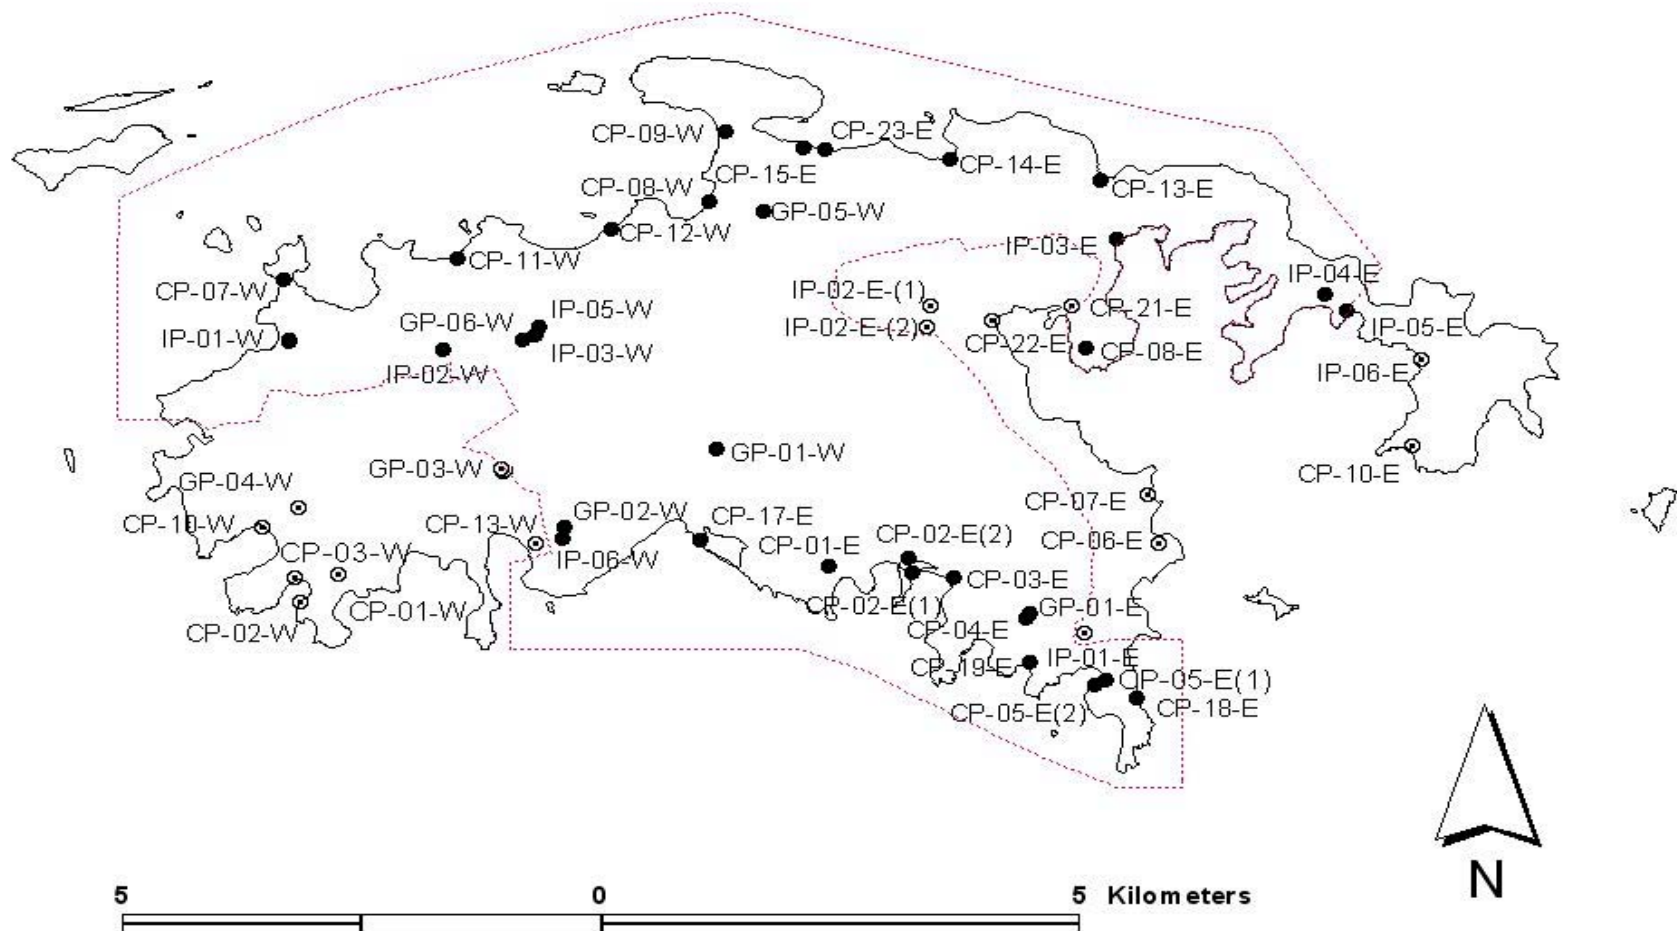 CP-09-W
CP-23-E
CP-14-E
CP-15-E
CP-08-W
CP-13-E
GP-05-W
CP-12-W
IP-03-E
CP-11-W
IP-04-E
CP-07-W
IP-02-E-(1)
CP-21-E
IP-05-W
GP-06-W
IP-01-W
IP-02-E-(2)
IP-05-E
CP-22-E
CP-08-E
IP-03-W
IP-02-W
IP-06-E
GP-01-W
GP-03-W
CP-10-E
GP-04-W
CP-07-E
CP-10-W
CP-13-W
GP-02-W
CP-17-E
CP-02-E(2)
CP-06-E
CP-03-W
IP-06-W
CP-01-E
CP-03-E
CP-02-E(1)
GP-01-E
CP-01-W
CP-02-W
CP-04-E
IP-01-E
CP-19-E
CP-05-E(1)
CP-05-E(2)
CP-18-E
N
5 0 5 Kilometers